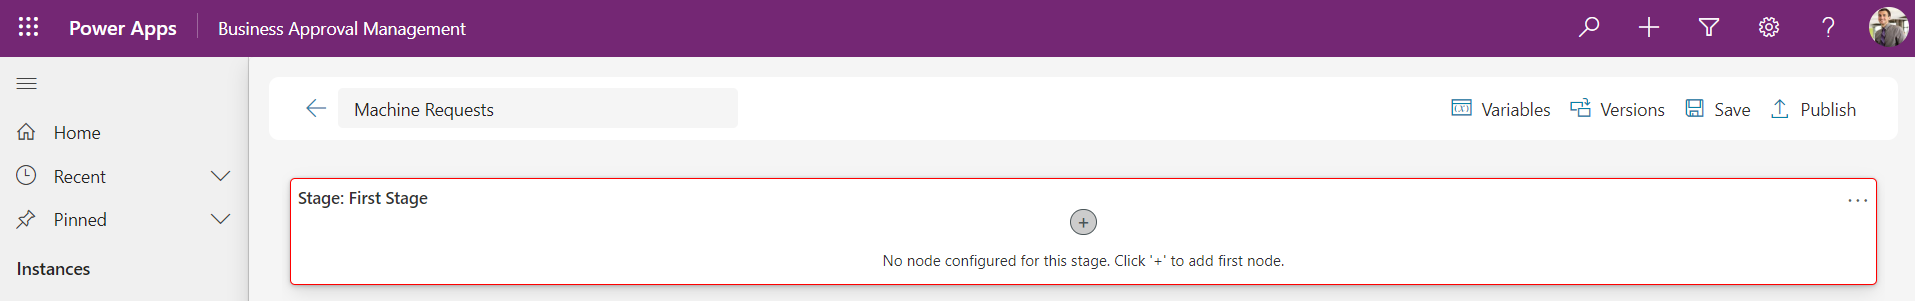 Power Apps
Business Approval Management
Machine Requests
Variables
Versions
Save
Publish
Home
Recent
Pinned
Instances
Stage: First Stage
No node configured for this stage. Click '+' to add first node.